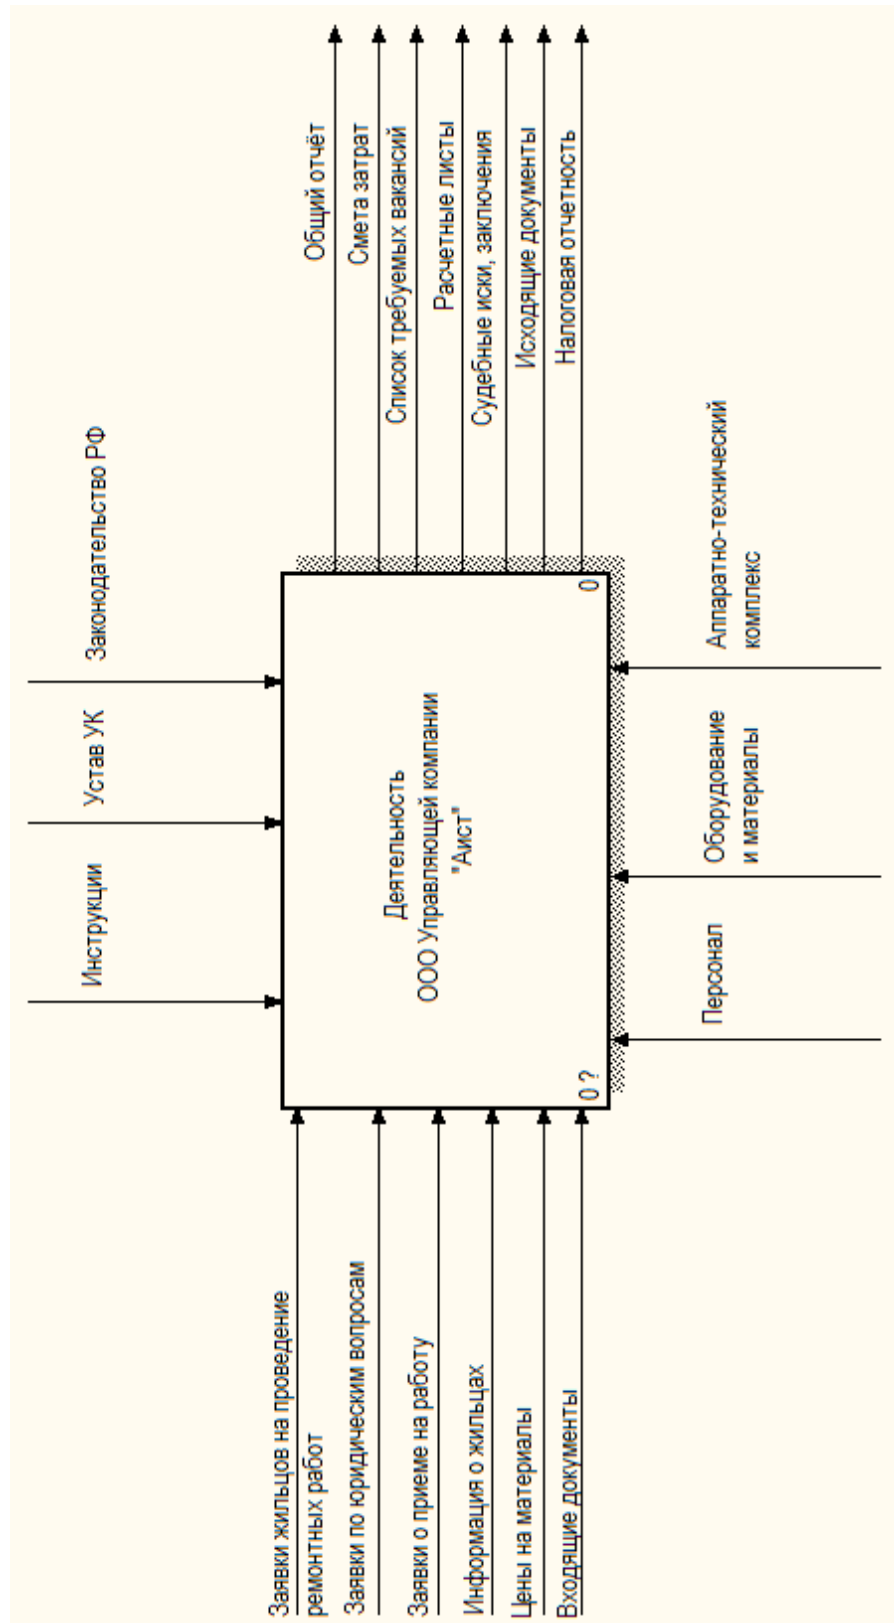 Инструкции
Устав УК
Законодательство РФ
Заявки жильцов на проведение
ремонтных работ
Заявки по юридическим вопросам
Заявки о приеме на работу
Информация о жильцах
Цены на материалы
Входящие документы
Деятельность
ООО Управляющей компании
"Аист"
0 ?
0
Общий отчёт
Смета затрат
Список требуемых вакансий
Расчетные листы
Судебные иски, заключения
Исходящие документы
Налоговая отчетность
Персонал
Оборудование
и материалы
Аппаратно-технический
комплекс